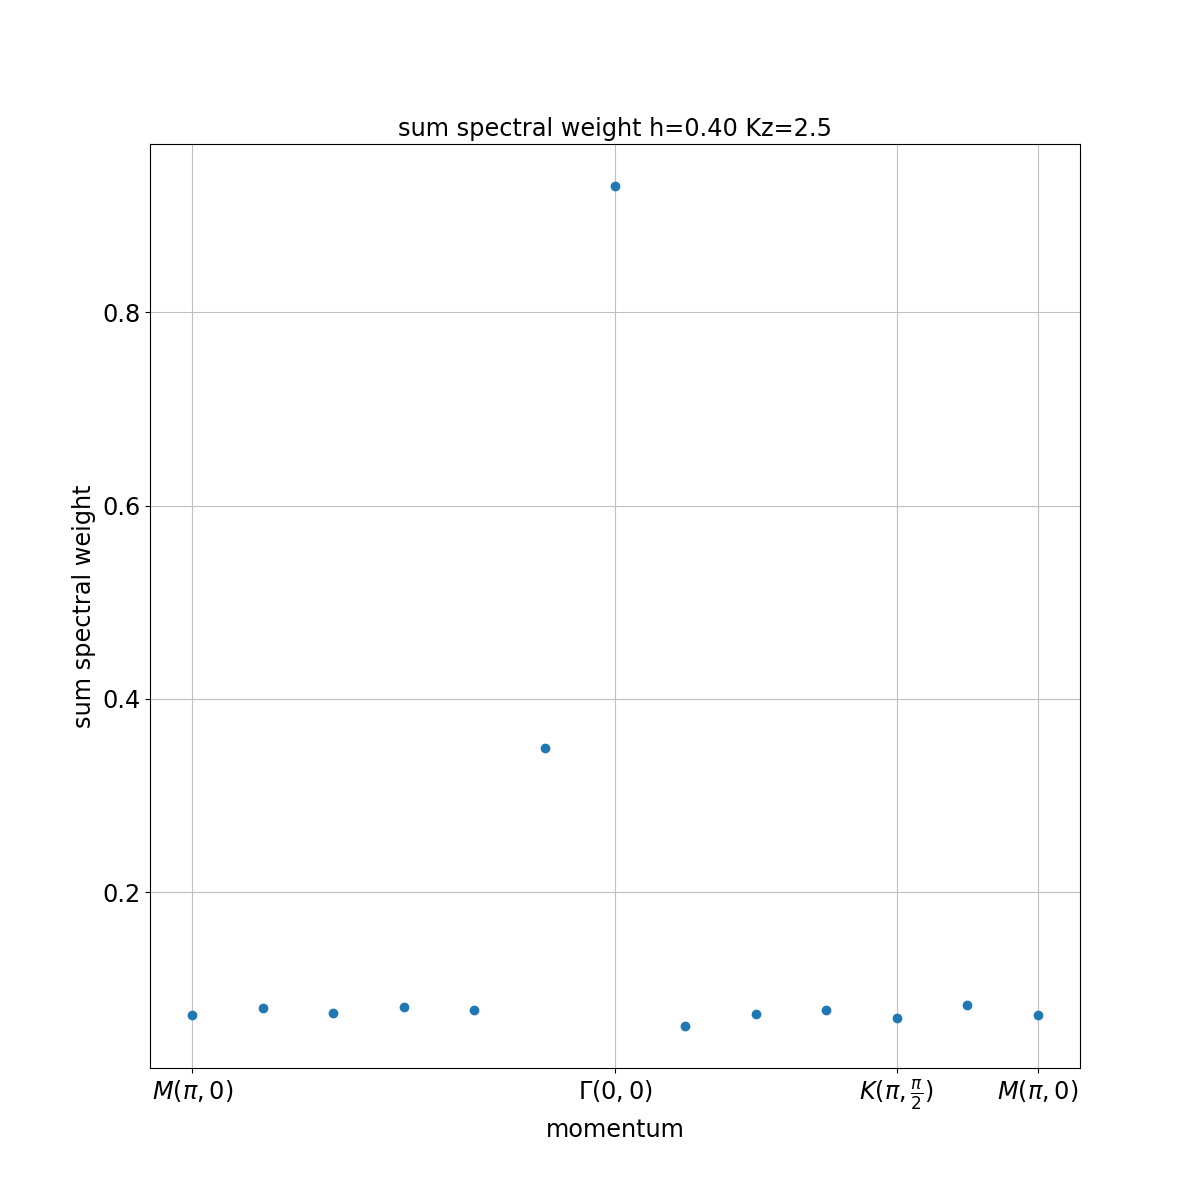 sum spectral weight h=0.40 Kz=2.5
sum spectral weight
0.8
0.6
0.4
0.2
M(π, 0)
Γ(0, 0)
K(π, π/2)
M(π, 0)
momentum